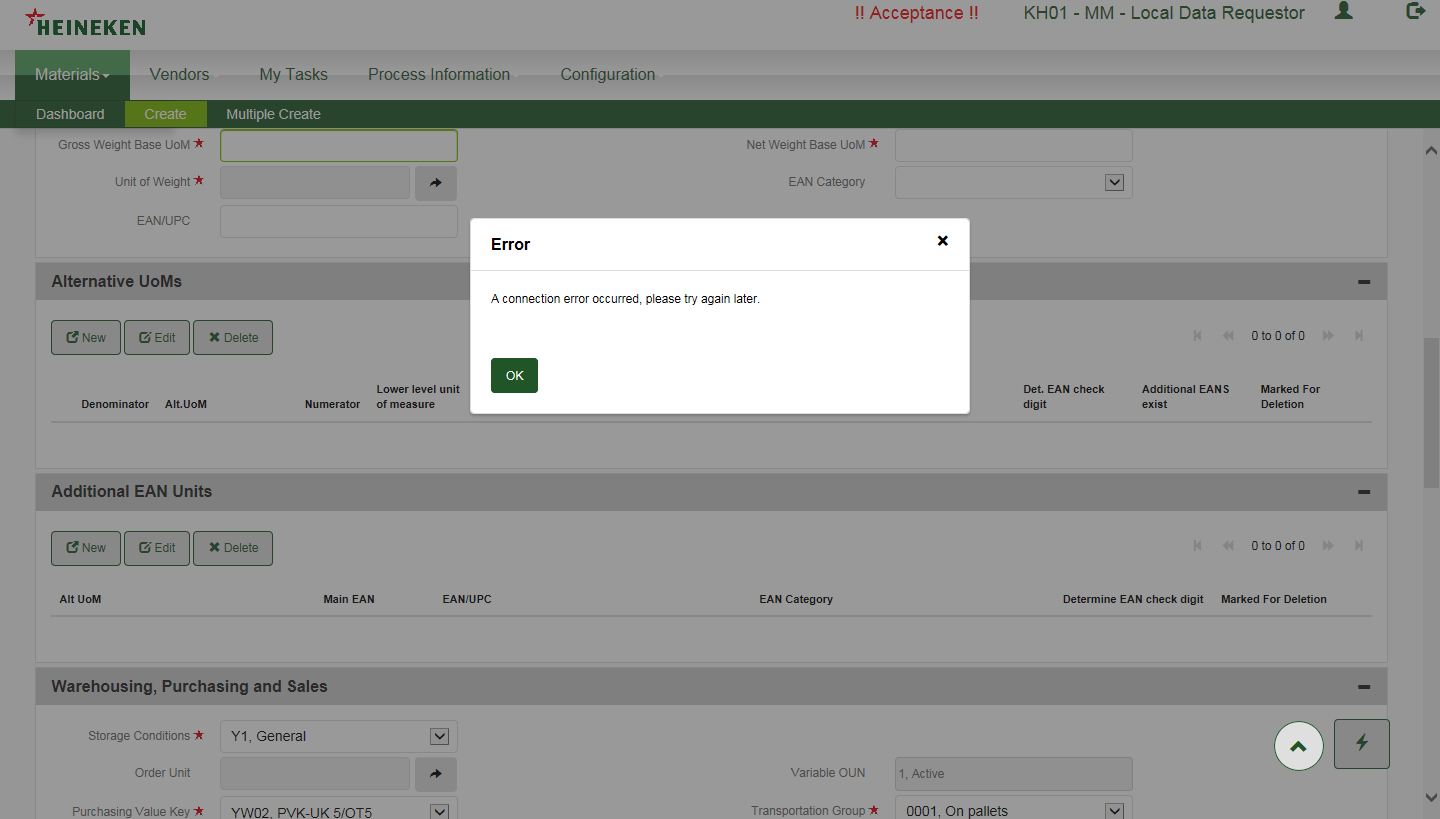 HEINEKEN
!! Acceptance !!
KH01 - MM - Local Data Requestor
Materials
Vendors
My Tasks
Process Information
Configuration
Dashboard
Create
Multiple Create
Gross Weight Base UoM
Net Weight Base UoM
Unit of Weight
EAN Category
EAN/UPC
Error
A connection error occurred, please try again later.
OK
Alternative UoMs
New
Edit
Delete
0 to 0 of 0
Denominator
Alt.UoM
Numerator
Lower level unit
of measure
Det. EAN check
digit
Additional EANS
exist
Marked For
Deletion
Additional EAN Units
New
Edit
Delete
0 to 0 of 0
Alt UoM
Main EAN
EAN/UPC
EAN Category
Determine EAN check digit
Marked For Deletion
Warehousing, Purchasing and Sales
Storage Conditions
Y1, General
Order Unit
Variable OUN
1, Active
Purchasing Value Key
YW02, PVK-UK 5/OT5
Transportation Group
0001, On pallets